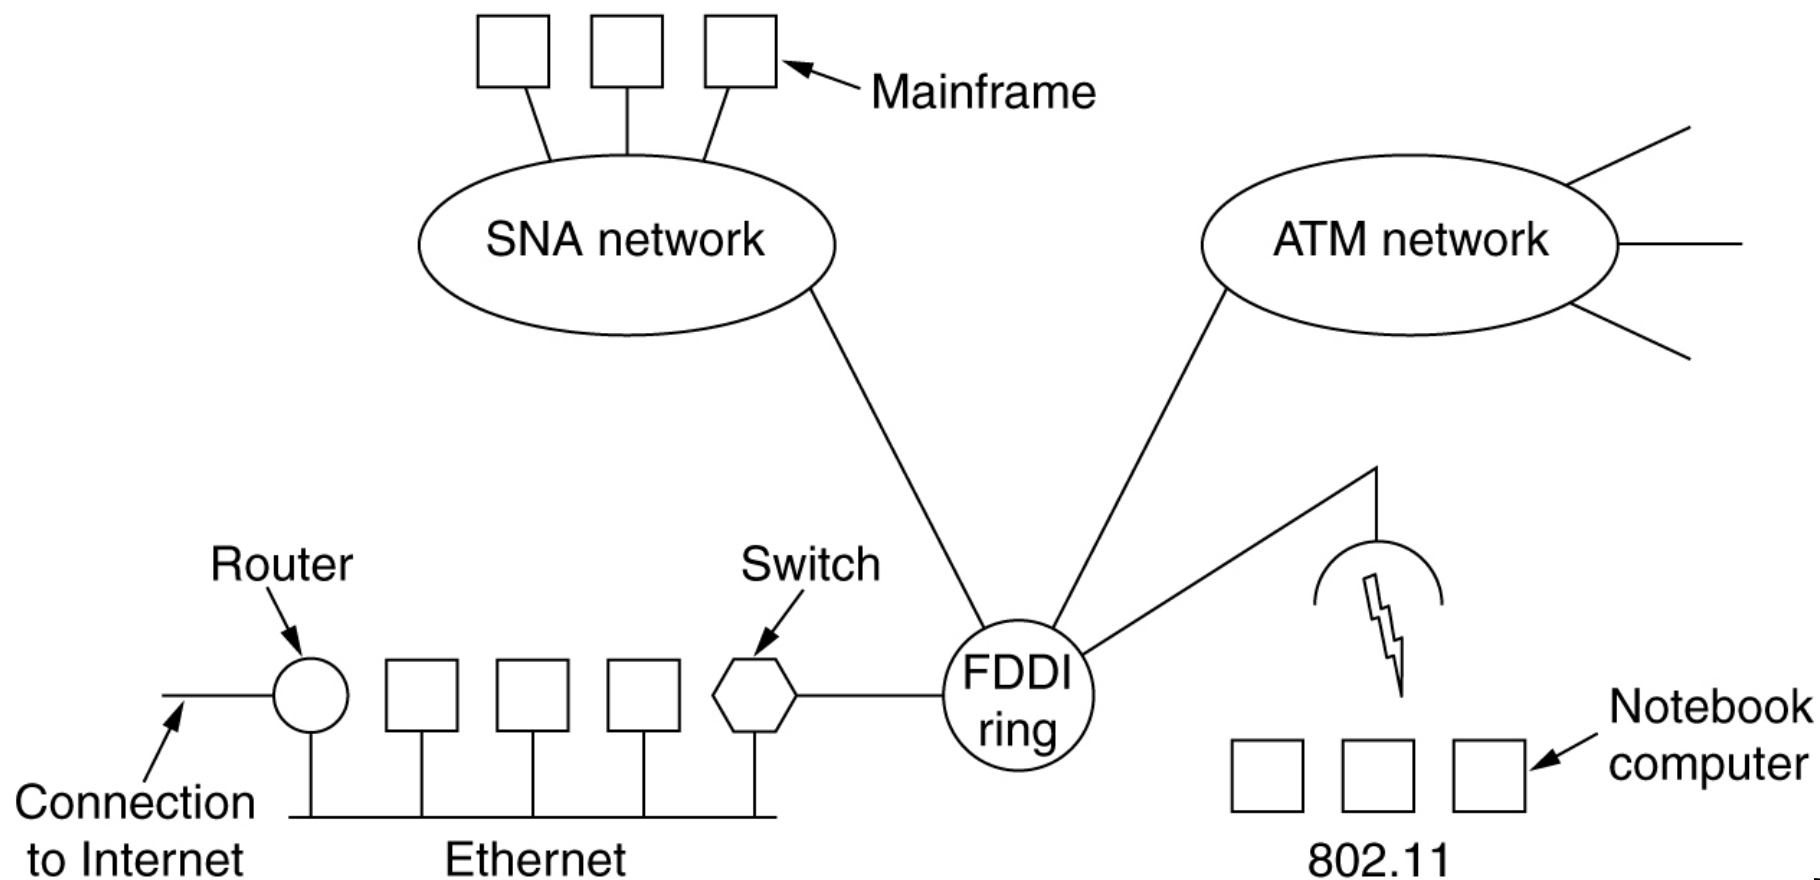 Mainframe
SNA network
ATM network
Router
Switch
FDDI
ring
Notebook
computer
Connection
to Internet
Ethernet
802.11